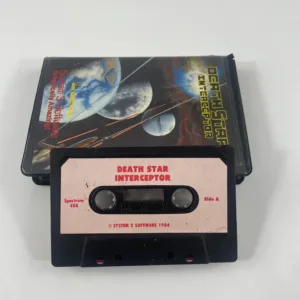 DEATH STAR
INTERCEPTOR
DEATH STAR
INTERCEPTOR
Spectrum
48K
Side A
© SYSTEM 3 SOFTWARE 1984